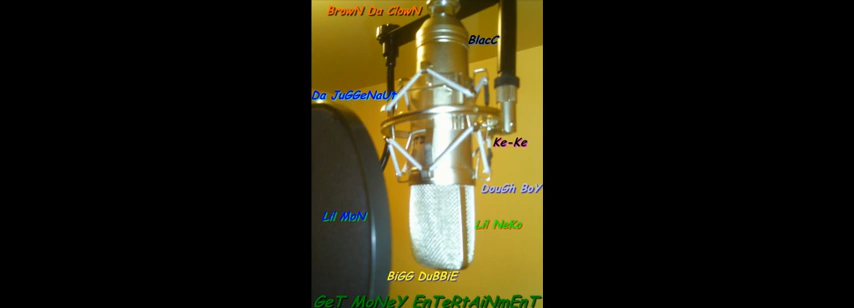 BrowN Da ClowN
BlacC
Da JuGGeNaUt
Ke-Ke
DouGh BoY
Lil MoN
Lil NeKo
BiGG DuBBiE
GeT MoNeY EnTeRtAiNmEnT